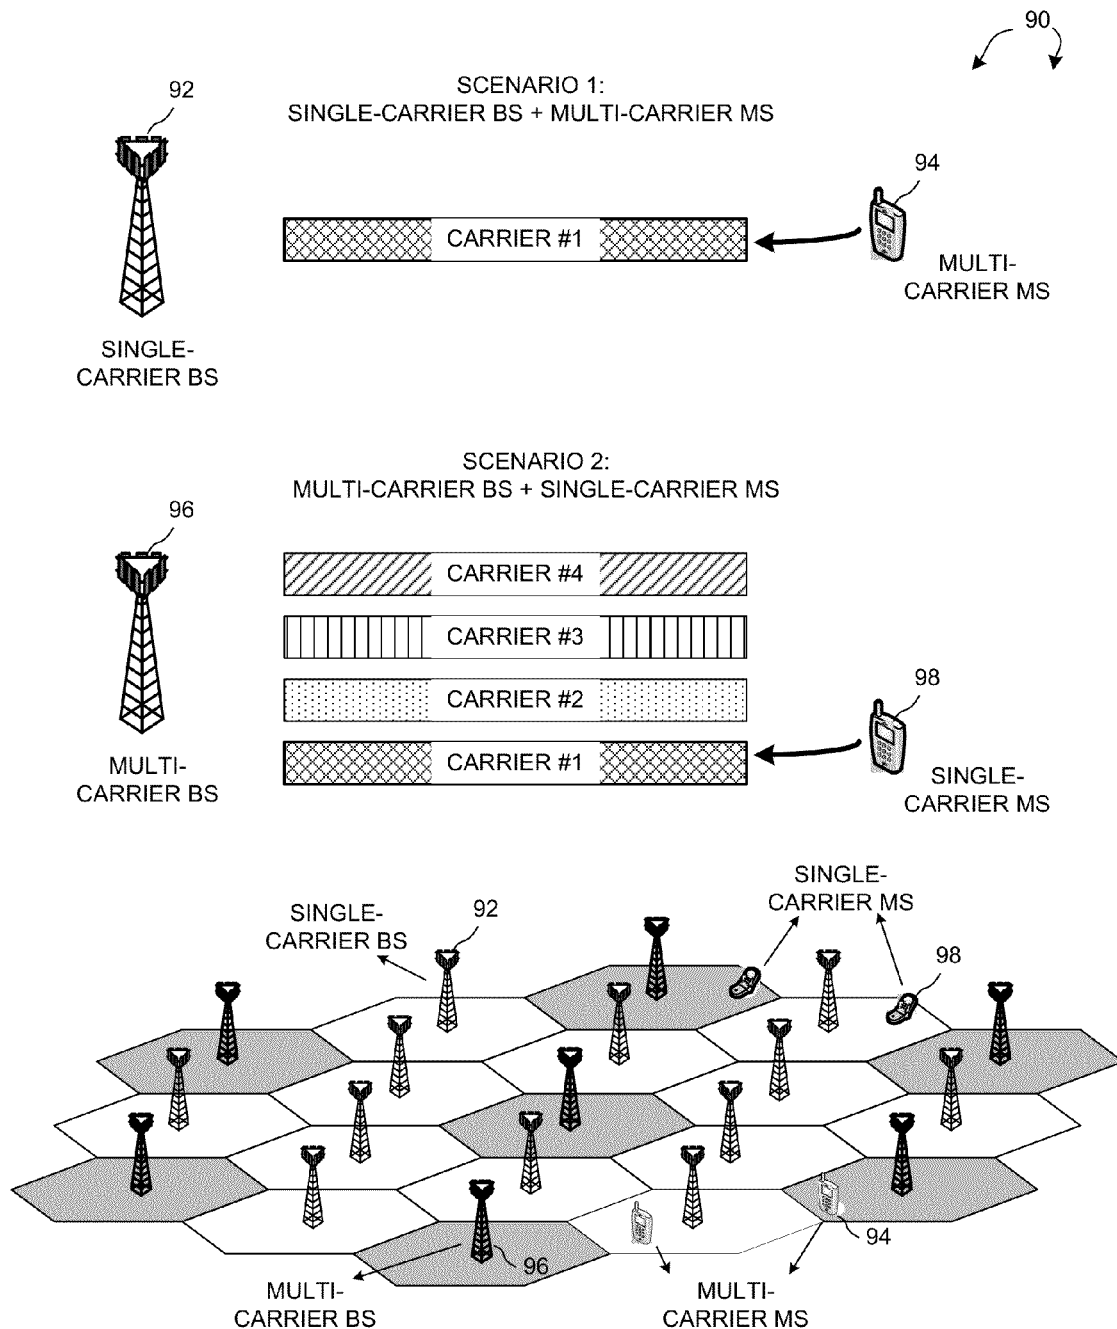 90
SCENARIO 1:
SINGLE-CARRIER BS + MULTI-CARRIER MS
92
94
CARRIER #1
MULTI-
CARRIER MS
SINGLE-
CARRIER BS
SCENARIO 2:
MULTI-CARRIER BS + SINGLE-CARRIER MS
96
CARRIER #4
CARRIER #3
CARRIER #2
98
CARRIER #1
MULTI-
CARRIER BS
SINGLE-
CARRIER MS
SINGLE-
CARRIER MS
SINGLE-
CARRIER BS
92
98
94
96
MULTI-
CARRIER BS
MULTI-
CARRIER MS